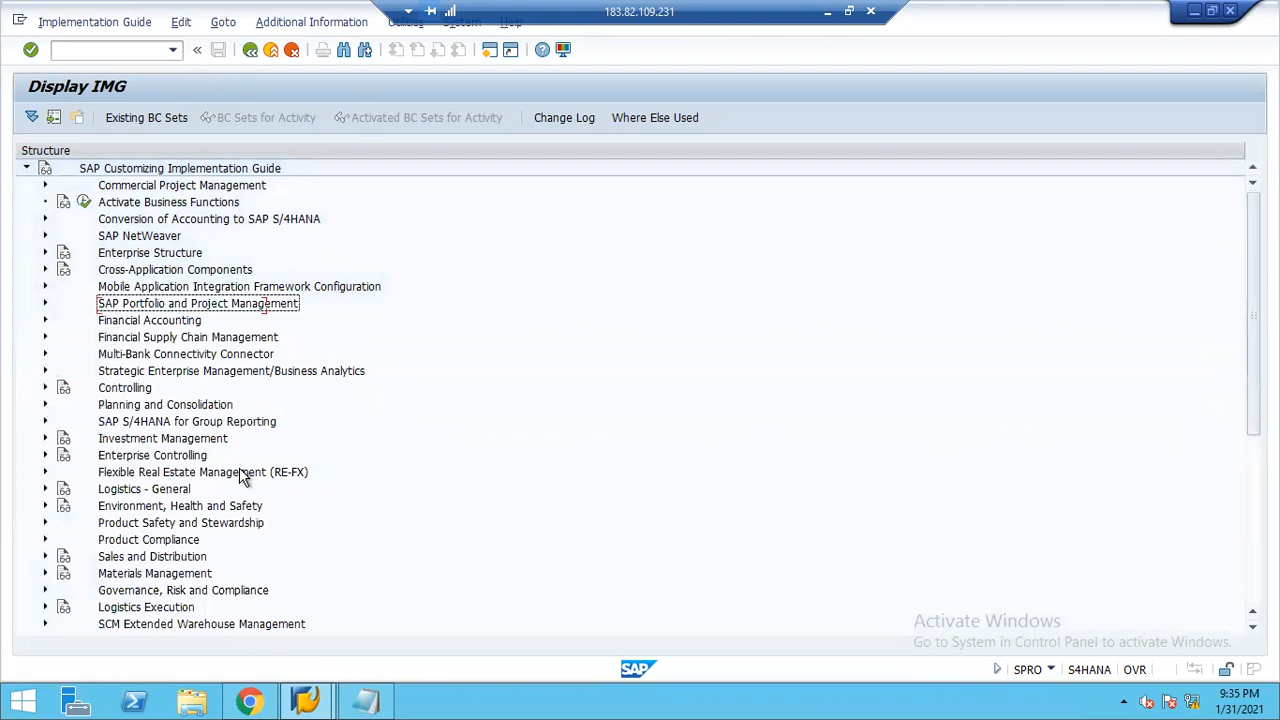 183.82.109.231
Implementation Guide Edit Goto Additional Information Utilities System Help
Display IMG
Existing BC Sets BC Sets for Activity Activated BC Sets for Activity Change Log Where Else Used
Structure
SAP Customizing Implementation Guide
Commercial Project Management
Activate Business Functions
Conversion of Accounting to SAP S/4HANA
SAP NetWeaver
Enterprise Structure
Cross-Application Components
Mobile Application Integration Framework Configuration
SAP Portfolio and Project Management
Financial Accounting
Financial Supply Chain Management
Multi-Bank Connectivity Connector
Strategic Enterprise Management/Business Analytics
Controlling
Planning and Consolidation
SAP S/4HANA for Group Reporting
Investment Management
Enterprise Controlling
Flexible Real Estate Management (RE-FX)
Logistics - General
Environment, Health and Safety
Product Safety and Stewardship
Product Compliance
Sales and Distribution
Materials Management
Governance, Risk and Compliance
Logistics Execution
SCM Extended Warehouse Management
Activate Windows
Go to System in Control Panel to activate Windows.
SAP
SPRO S4HANA OVR
9:35 PM
1/31/2021